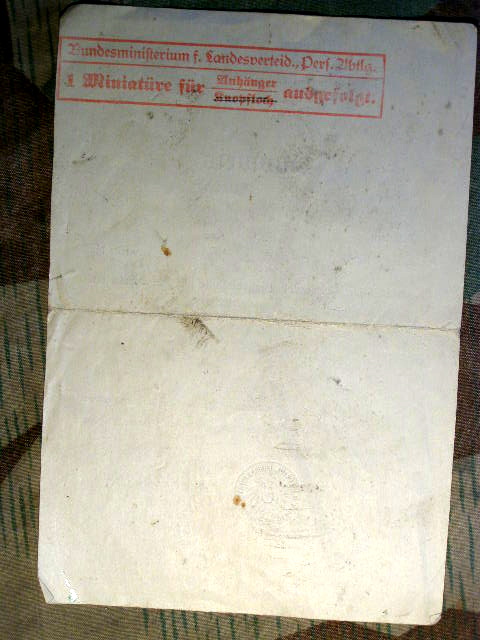 Bundesministerium f. Landesverteid., Pers. Abtlg.
1 Miniatüre für Anhänger ausgefolgt.
Knopfloch